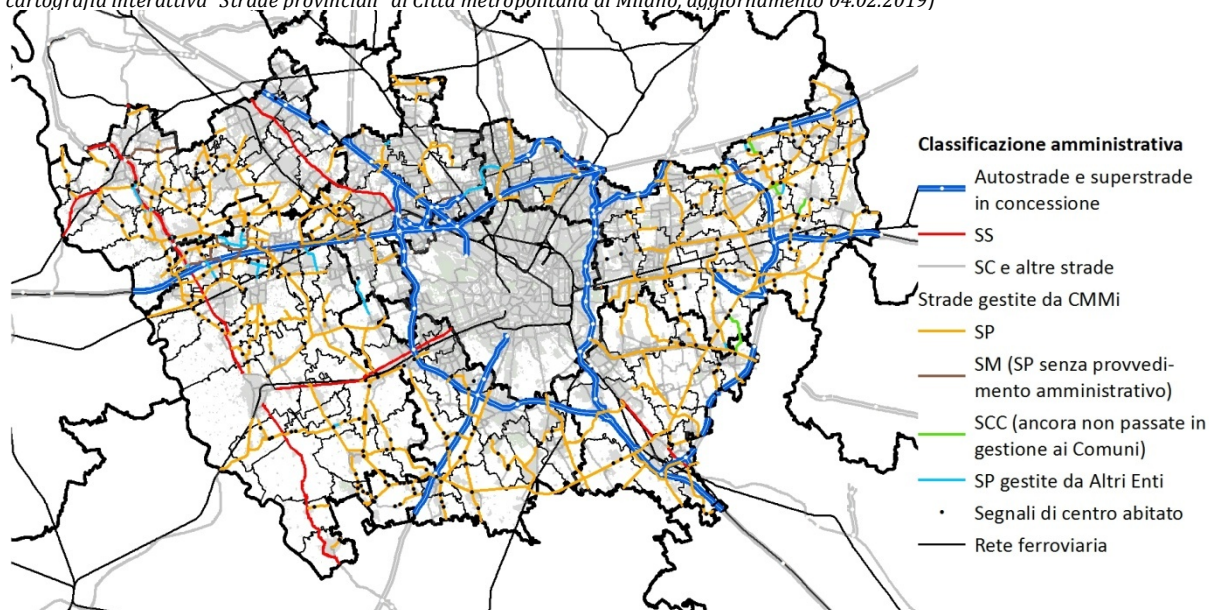 cartografia interattiva "Strade provinciali" di Città metropolitana di Milano, aggiornamento 04.02.2019)
Classificazione amministrativa
Autostrade e superstrade
in concessione
SS
SC e altre strade
Strade gestite da CMMi
SP
SM (SP senza provvedi-
mento amministrativo)
SCC (ancora non passate in
gestione ai Comuni)
SP gestite da Altri Enti
Segnali di centro abitato
Rete ferroviaria